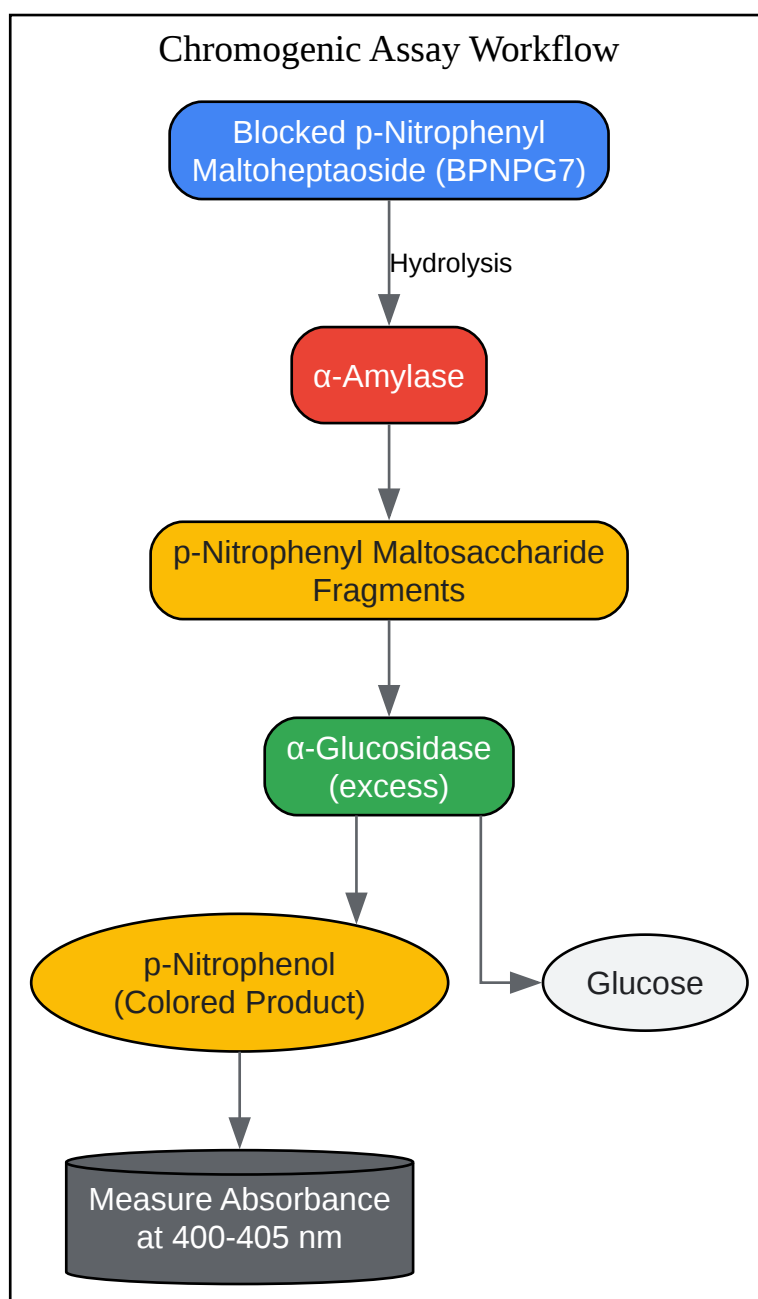 Chromogenic Assay Workflow
Blocked p-Nitrophenyl
Maltoheptaoside (BPNPG7)
Hydrolysis
α-Amylase
p-Nitrophenyl Maltosaccharide
Fragments
α-Glucosidase
(excess)
p-Nitrophenol
(Colored Product)
Glucose
Measure Absorbance
at 400-405 nm